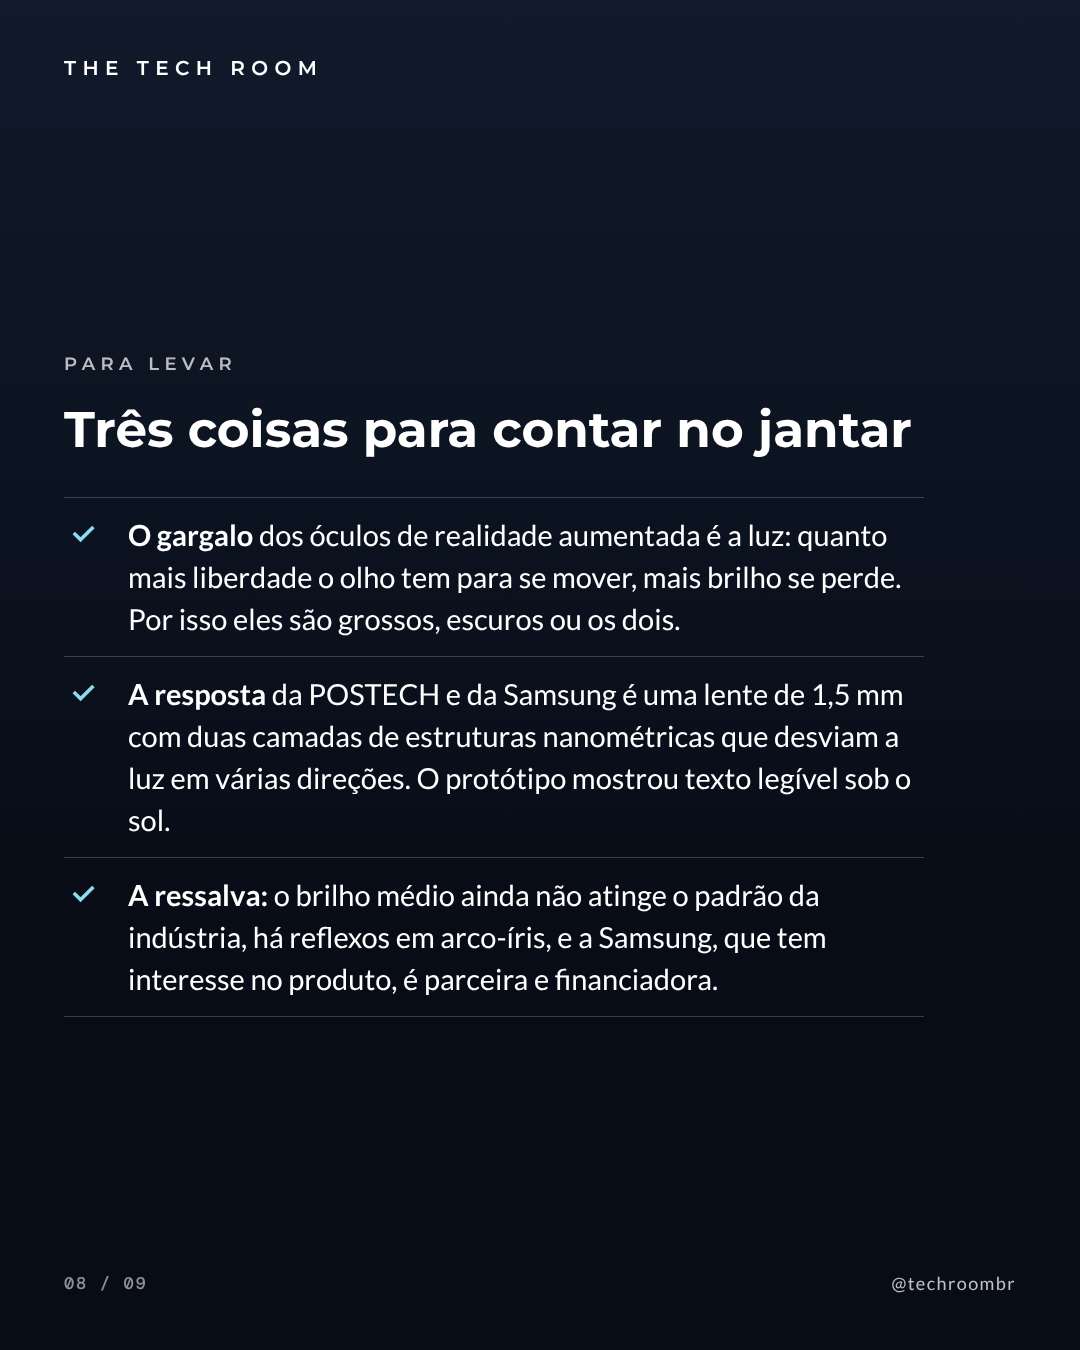 THE TECH ROOM
PARA LEVAR
Três coisas para contar no jantar
O gargalo dos óculos de realidade aumentada é a luz: quanto
mais liberdade o olho tem para se mover, mais brilho se perde.
Por isso eles são grossos, escuros ou os dois.
A resposta da POSTECH e da Samsung é uma lente de 1,5 mm
com duas camadas de estruturas nanométricas que desviam a
luz em várias direções. O protótipo mostrou texto legível sob o
sol.
A ressalva: o brilho médio ainda não atinge o padrão da
indústria, há reflexos em arco-íris, e a Samsung, que tem
interesse no produto, é parceira e financiadora.
08 / 09
@techroombr